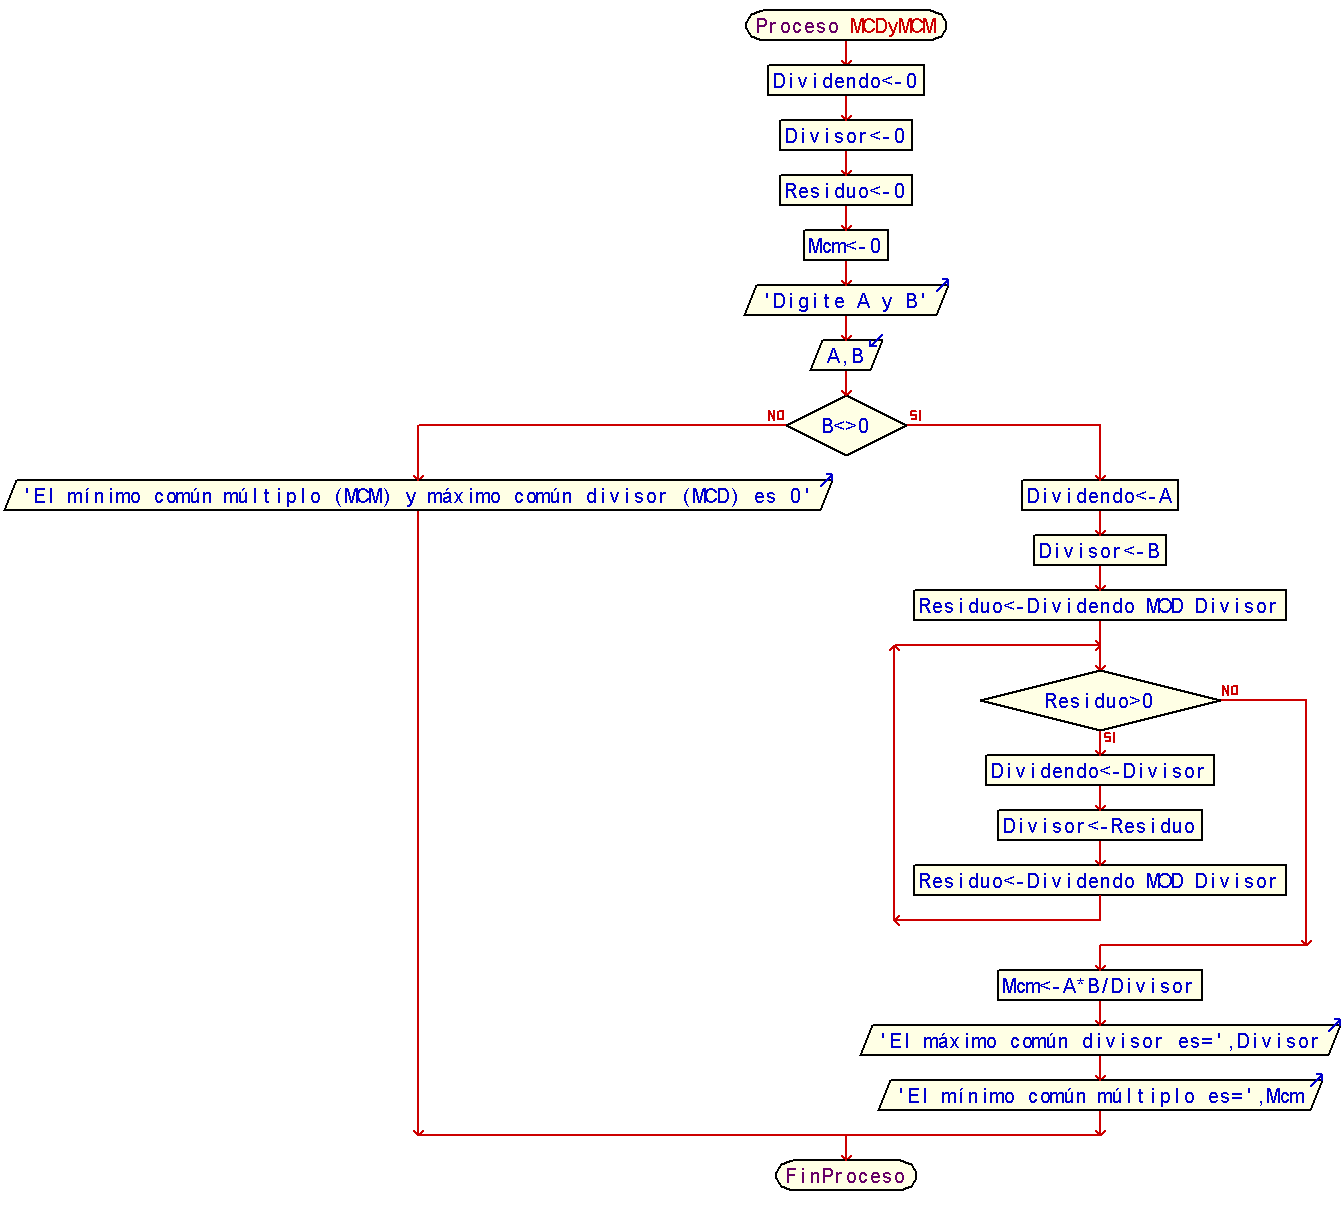 Proceso MCDyMCM
Dividendo<-0
Divisor<-0
Residuo<-0
Mcm<-0
'Digite A y B'
A,B
NO
SI
B<>0
'El mínimo común múltiplo (MCM) y máximo común divisor (MCD) es 0'
Dividendo<-A
Divisor<-B
Residuo<-Dividendo MOD Divisor
NO
Residuo>0
SI
Dividendo<-Divisor
Divisor<-Residuo
Residuo<-Dividendo MOD Divisor
Mcm<-A*B/Divisor
'El máximo común divisor es=',Divisor
'El mínimo común múltiplo es=',Mcm
FinProceso